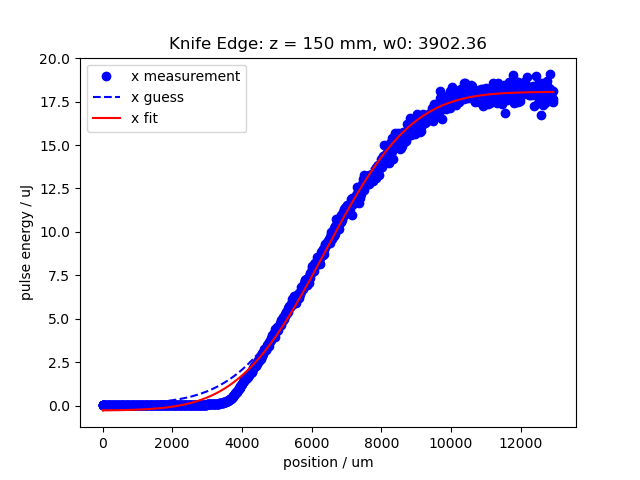 Knife Edge: z = 150 mm, w0: 3902.36
x measurement
x guess
x fit
20.0
17.5
15.0
12.5
10.0
7.5
5.0
2.5
0.0
pulse energy / uJ
0 2000 4000 6000 8000 10000 12000
position / um